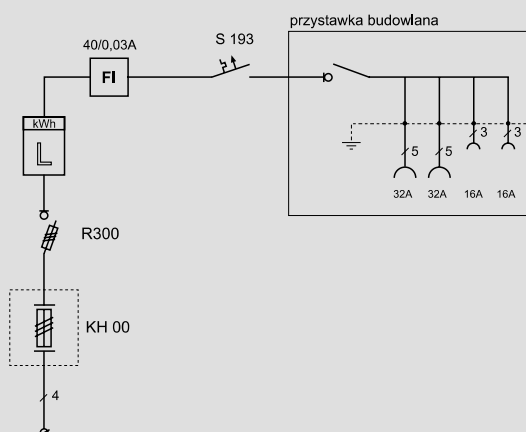 przystawka budowlana
S 193
40/0,03A
FI
kWh
L
3 3
5 5
32A 32A 16A 16A
R300
KH 00
4